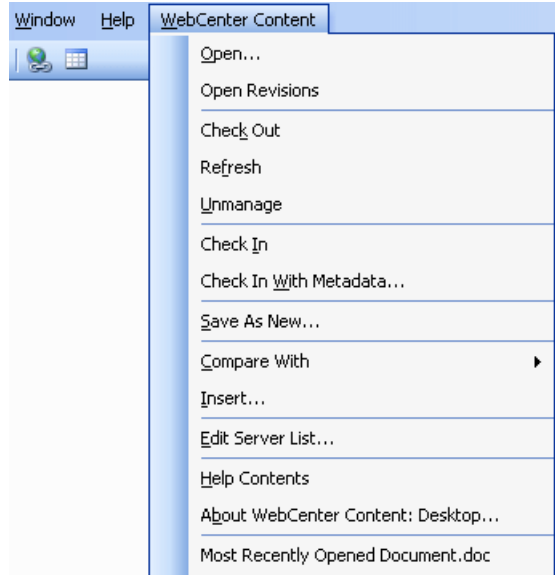 Window Help WebCenter Content
Open...
Open Revisions
Check Out
Refresh
Unmanage
Check In
Check In With Metadata...
Save As New...
Compare With
Insert...
Edit Server List...
Help Contents
About WebCenter Content: Desktop...
Most Recently Opened Document.doc